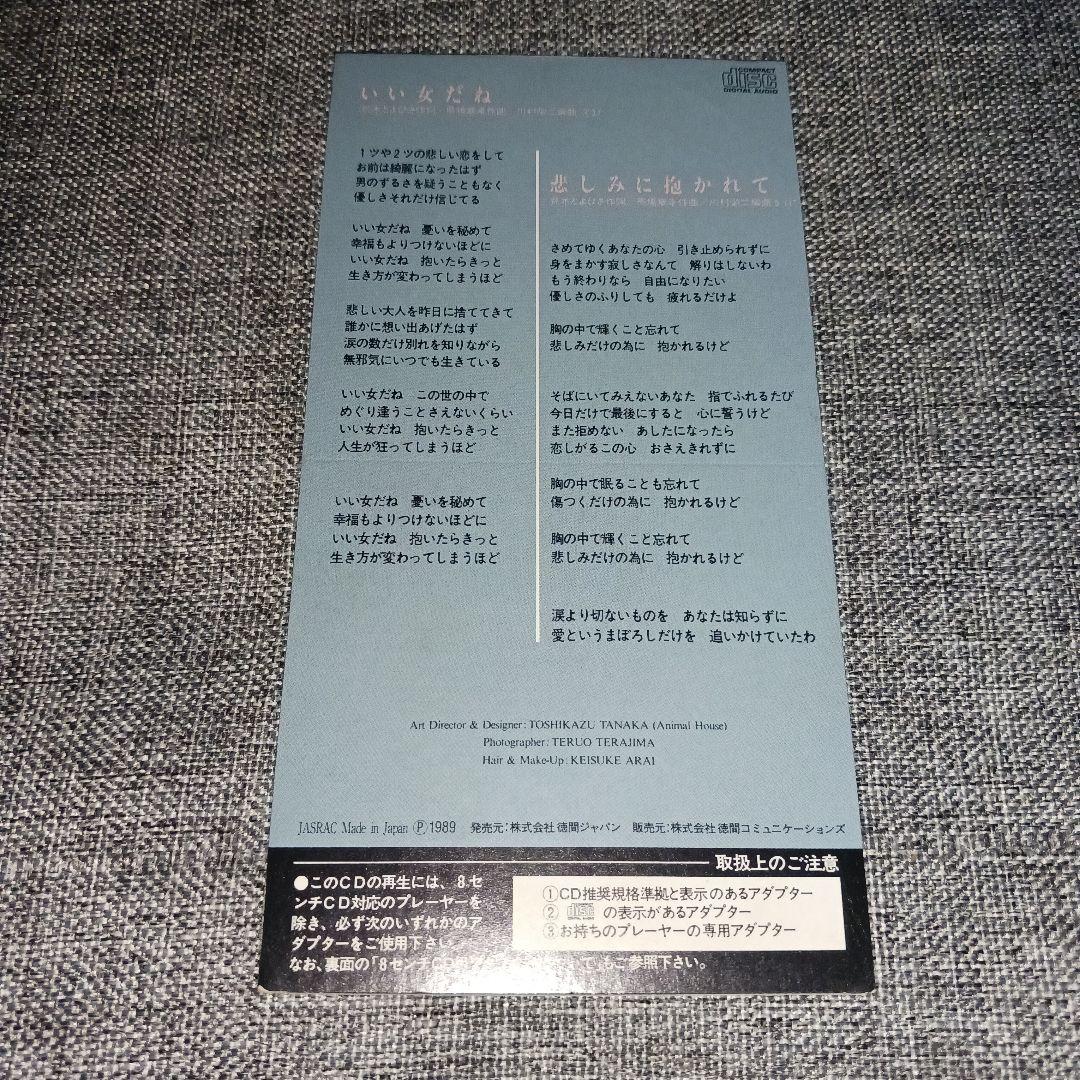 COMPACT
disc
DIGITAL AUDIO
いい女だね
1ツや2ツの悲しい恋をして
お前は綺麗になったはず
男のずるさを疑うこともなく
優しさそれだけ信じてる
いい女だね 憂いを秘めて
幸福もよりつけないほどに
いい女だね 抱いたらきっと
生き方が変わってしまうほど
悲しい大人を昨日に捨ててきて
誰かに想い出あげたはず
涙の数だけ別れを知りながら
無邪気にいつでも生きている
いい女だね この世の中で
めぐり逢うことさえないくらい
いい女だね 抱いたらきっと
人生が狂ってしまうほど
いい女だね 憂いを秘めて
幸福もよりつけないほどに
いい女だね 抱いたらきっと
生き方が変わってしまうほど
悲しみに抱かれて
さめてゆくあなたの心 引き止められずに
身をまかす寂しさなんて 解りはしないわ
もう終わりなら 自由になりたい
優しさのふりしても 疲れるだけよ
胸の中で輝くこと忘れて
悲しみだけの為に 抱かれるけど
そばにいてみえないあなた 指でふれるたび
今日だけで最後にすると 心に誓うけど
また拒めない あしたになったら
恋しがるこの心 おさえきれずに
胸の中で眠ることも忘れて
傷つくだけの為に 抱かれるけど
胸の中で輝くこと忘れて
悲しみだけの為に 抱かれるけど
涙より切ないものを あなたは知らずに
愛というまぼろしだけを 追いかけていたわ
Art Director & Designer: TOSHIKAZU TANAKA (Animal House)
Photographer: TERUO TERAJIMA
Hair & Make-Up: KEISUKE ARAI
JASRAC Made in Japan Ⓟ1989 発売元:株式会社徳間ジャパン 販売元:株式会社徳間コミュニケーションズ
取扱上のご注意
●このCDの再生には、8セ
ンチCD対応のプレーヤーを
除き、必ず次のいずれかのア
ダプターをご使用下さい
なお、裏面の「8センチCD もご参照下さい。
①CD推奨規格準拠と表示のあるアダプター
② disc の表示があるアダプター
③お持ちのプレーヤーの専用アダプター